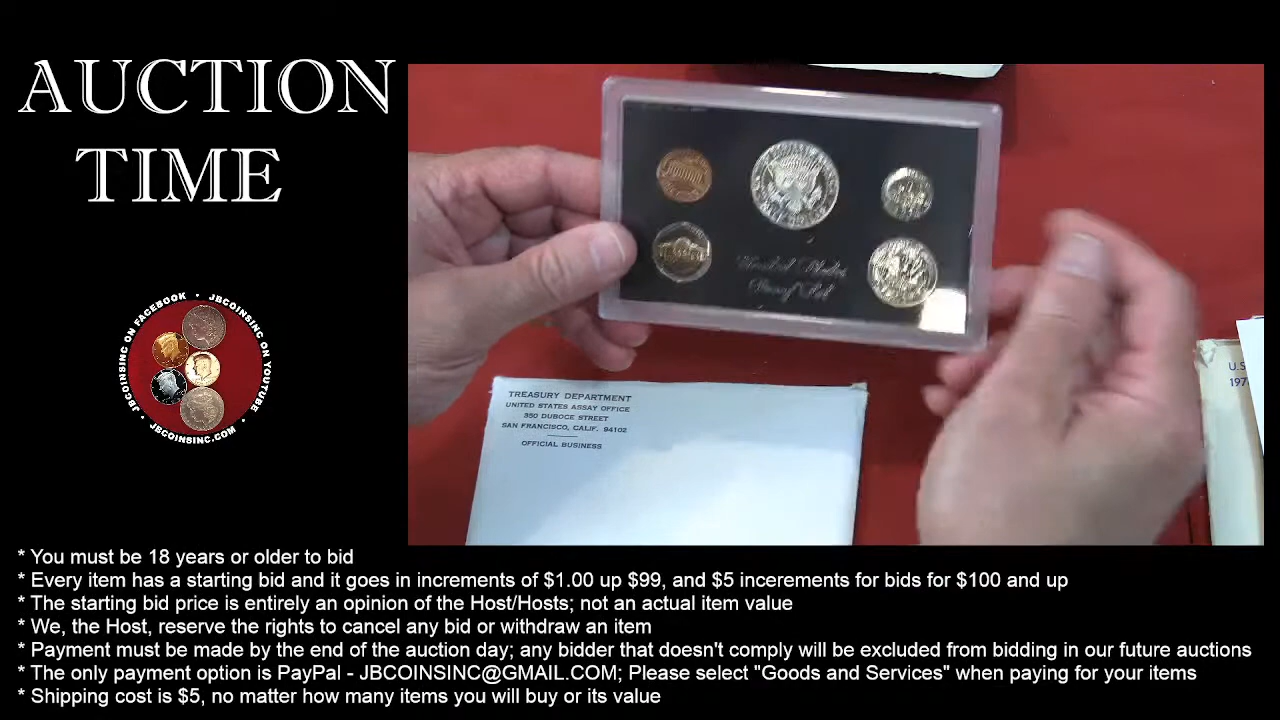 AUCTION
TIME
JBCOINSINC ON FACEBOOK • JBCOINSINC ON YOUTUBE • JBCOINSINC.COM •
United States
Proof Set
TREASURY DEPARTMENT
UNITED STATES ASSAY OFFICE
350 DUBOCE STREET
SAN FRANCISCO, CALIF. 94102
OFFICIAL BUSINESS
U.S
197
* You must be 18 years or older to bid
* Every item has a starting bid and it goes in increments of $1.00 up $99, and $5 incerements for bids for $100 and up
* The starting bid price is entirely an opinion of the Host/Hosts; not an actual item value
* We, the Host, reserve the rights to cancel any bid or withdraw an item
* Payment must be made by the end of the auction day; any bidder that doesn't comply will be excluded from bidding in our future auctions
* The only payment option is PayPal - JBCOINSINC@GMAIL.COM; Please select "Goods and Services" when paying for your items
* Shipping cost is $5, no matter how many items you will buy or its value